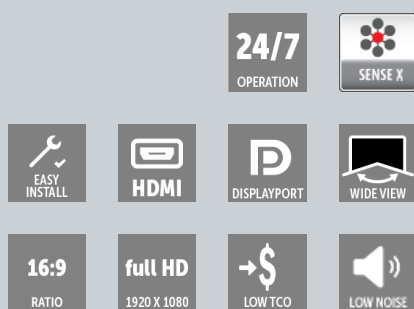 24/7
OPERATION
SENSE X
EASY
INSTALL
HDMI
DISPLAYPORT
WIDE VIEW
16:9
RATIO
full HD
1920 X 1080
$
LOW TCO
LOW NOISE